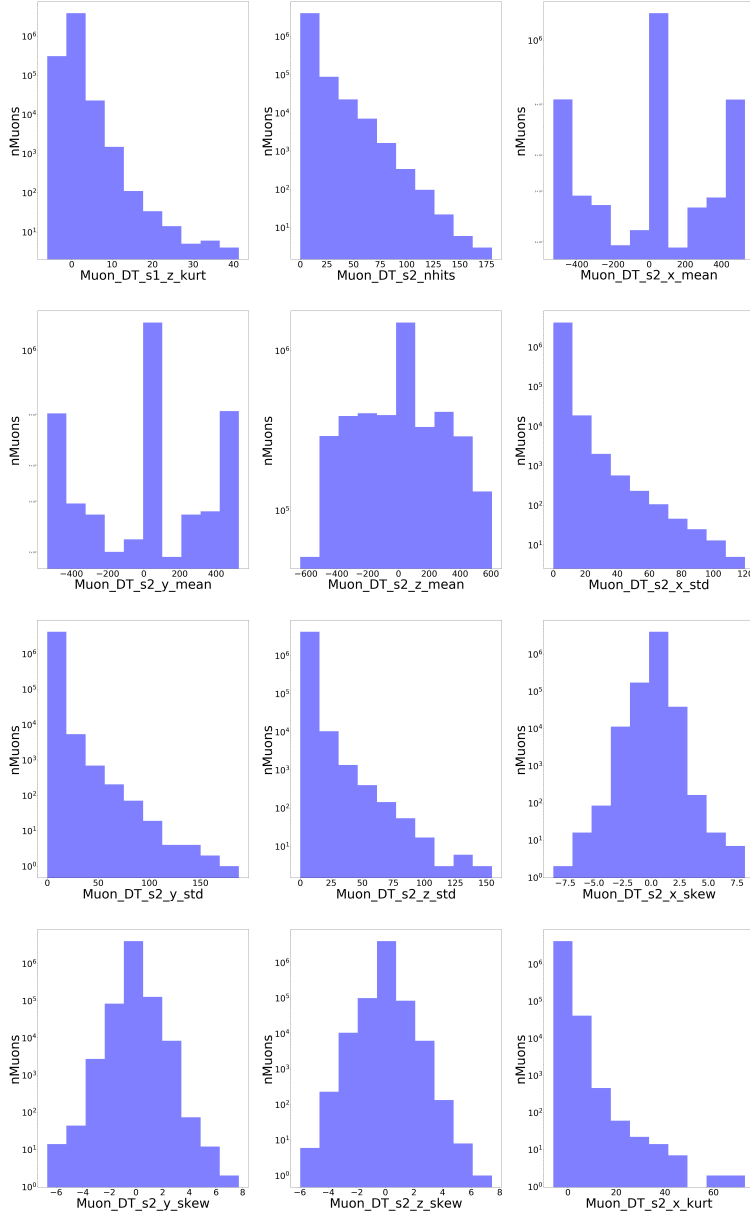 10⁶
10⁵
10⁴
10³
10²
10¹
nMuons
0 10 20 30 40
Muon_DT_s1_z_kurt
10⁶
10⁵
10⁴
10³
10²
10¹
nMuons
0 25 50 75 100 125 150 175
Muon_DT_s2_nhits
10⁶
nMuons
−400 −200 0 200 400
Muon_DT_s2_x_mean
10⁶
nMuons
−400 −200 0 200 400
Muon_DT_s2_y_mean
10⁶
10⁵
nMuons
−600 −400 −200 0 200 400 600
Muon_DT_s2_z_mean
10⁶
10⁵
10⁴
10³
10²
10¹
nMuons
0 20 40 60 80 100 120
Muon_DT_s2_x_std
10⁶
10⁵
10⁴
10³
10²
10¹
10⁰
nMuons
0 50 100 150
Muon_DT_s2_y_std
10⁶
10⁵
10⁴
10³
10²
10¹
nMuons
0 25 50 75 100 125 150
Muon_DT_s2_z_std
10⁶
10⁵
10⁴
10³
10²
10¹
10⁰
nMuons
−7.5 −5.0 −2.5 0.0 2.5 5.0 7.5
Muon_DT_s2_x_skew
10⁶
10⁵
10⁴
10³
10²
10¹
10⁰
nMuons
−6 −4 −2 0 2 4 6 8
Muon_DT_s2_y_skew
10⁶
10⁵
10⁴
10³
10²
10¹
10⁰
nMuons
−6 −4 −2 0 2 4 6 8
Muon_DT_s2_z_skew
10⁶
10⁵
10⁴
10³
10²
10¹
10⁰
nMuons
0 20 40 60
Muon_DT_s2_x_kurt